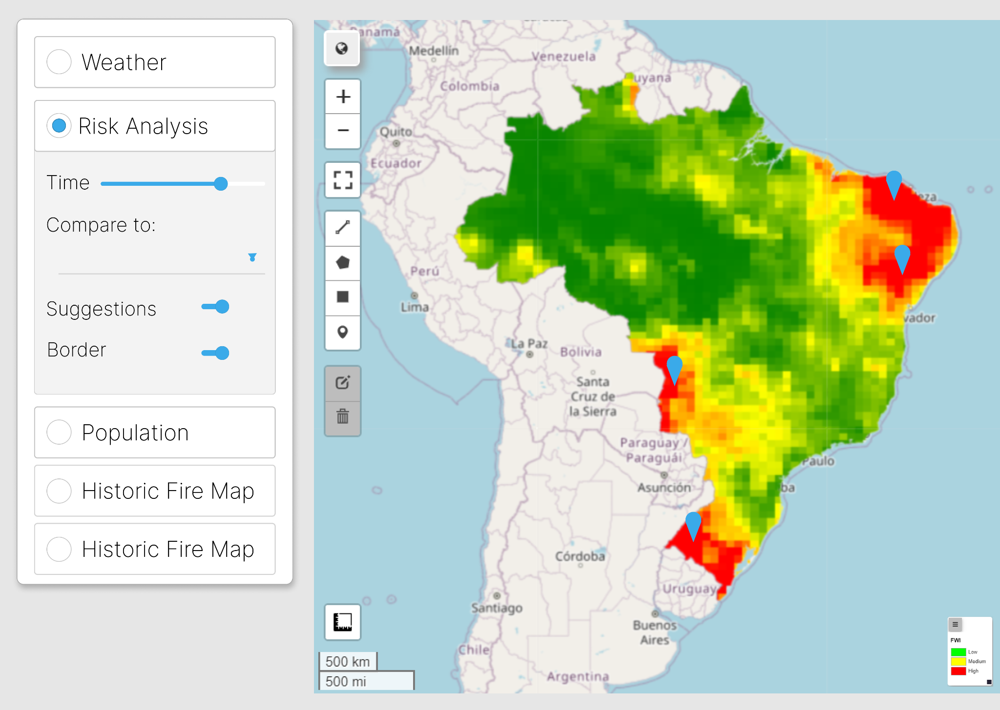 Weather
Risk Analysis
Time
Compare to:
Suggestions
Border
Population
Historic Fire Map
Historic Fire Map
Panamá
Medellín
Venezuela
uyana
Colombia
Quito
Ecuador
eza
Perú
Lima
vador
La Paz
Bolivia
Santa
Cruz de
la Sierra
Paraguay /
Paraguái
Paulo
Asunción
ba
Córdoba
Uruguay
Santiago
Buenos
Aires
Chile
Argentina
500 km
500 mi
FWI
Low
Medium
High